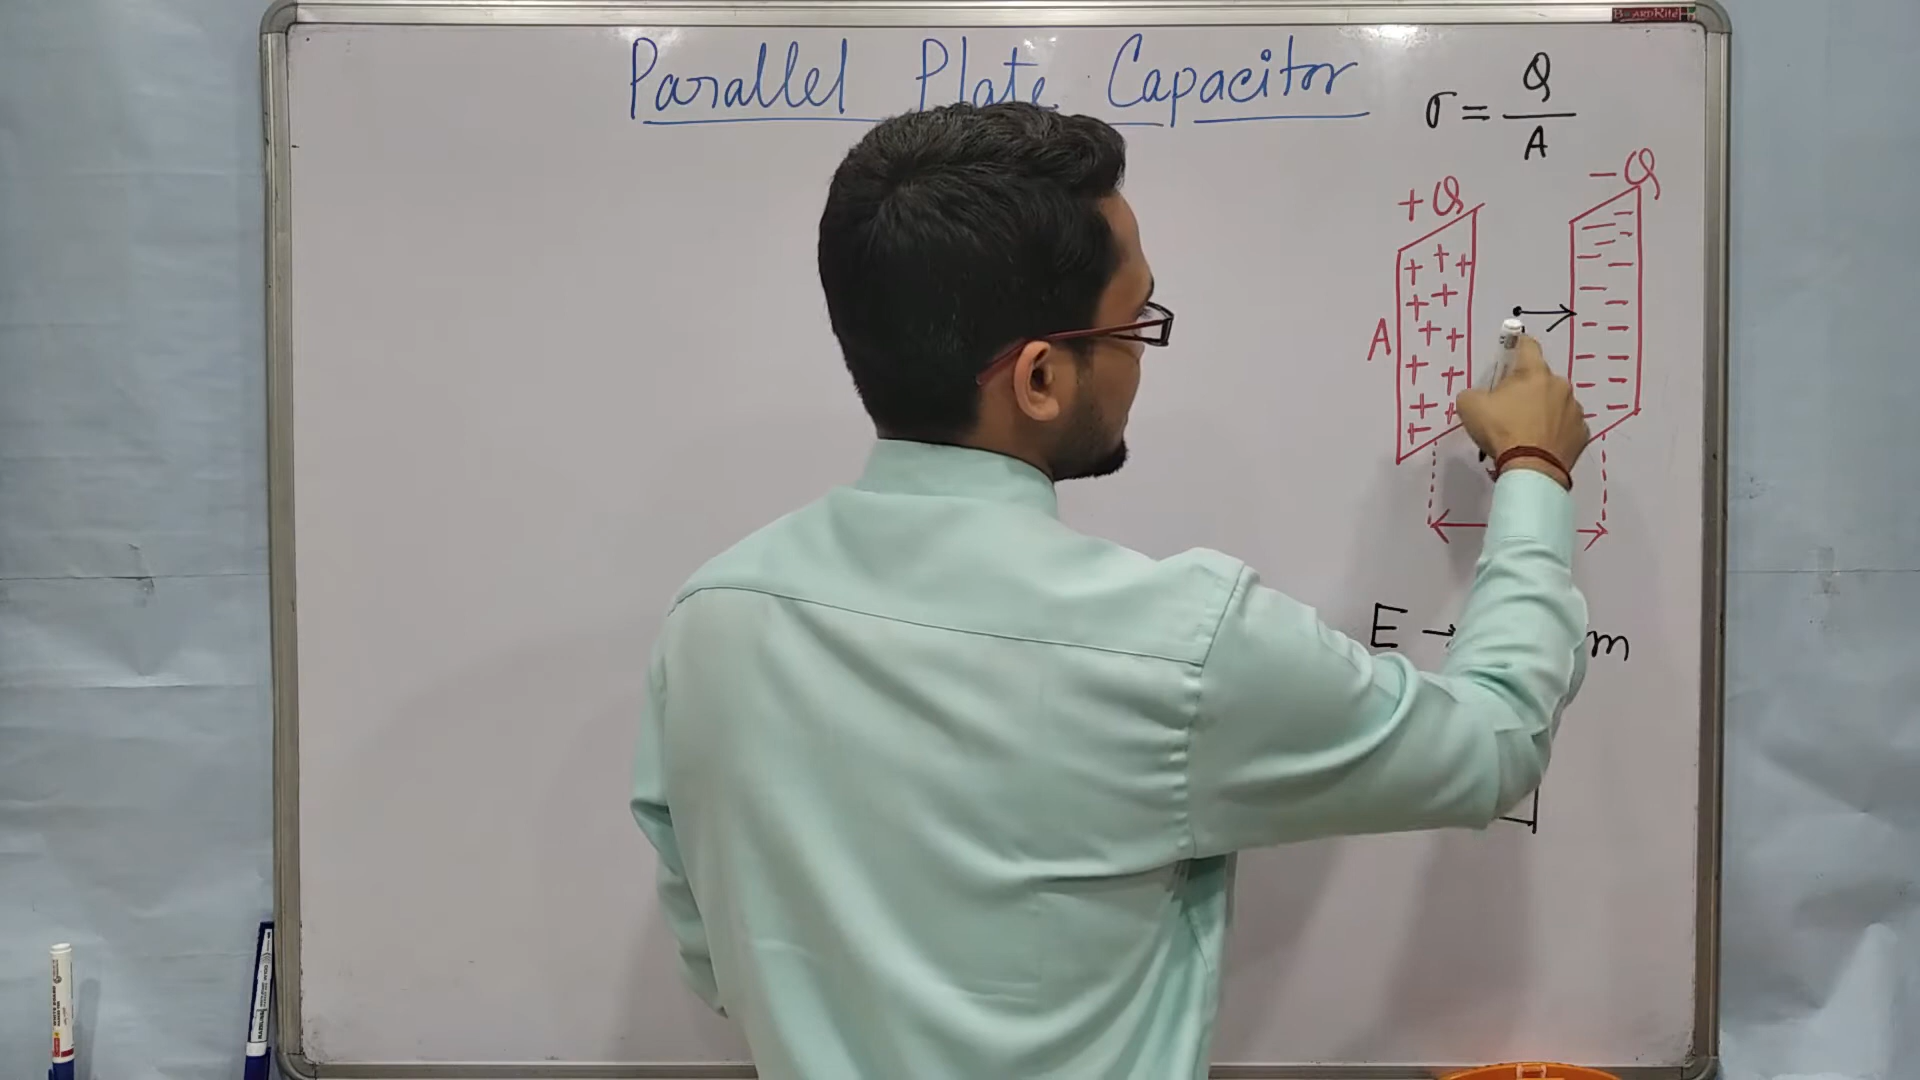 Parallel Plate Capacitor
σ = Q / A
+Q
-Q
A
E →
m